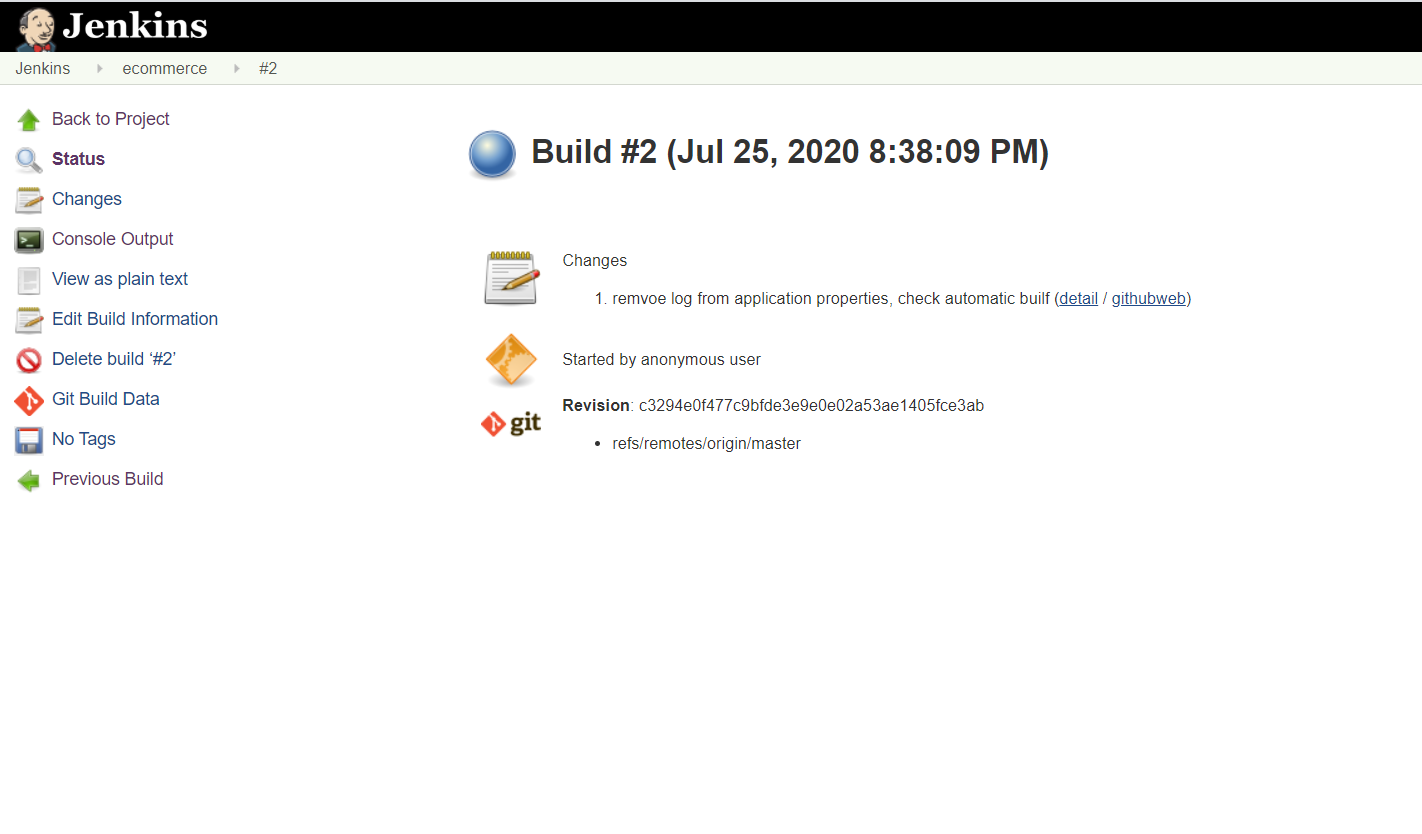 Jenkins
Jenkins ecommerce #2
Back to Project
Status
Changes
Console Output
View as plain text
Edit Build Information
Delete build ‘#2’
Git Build Data
No Tags
Previous Build
Build #2 (Jul 25, 2020 8:38:09 PM)
Changes
1. remvoe log from application properties, check automatic builf (detail / githubweb)
Started by anonymous user
git
Revision: c3294e0f477c9bfde3e9e0e02a53ae1405fce3ab
• refs/remotes/origin/master